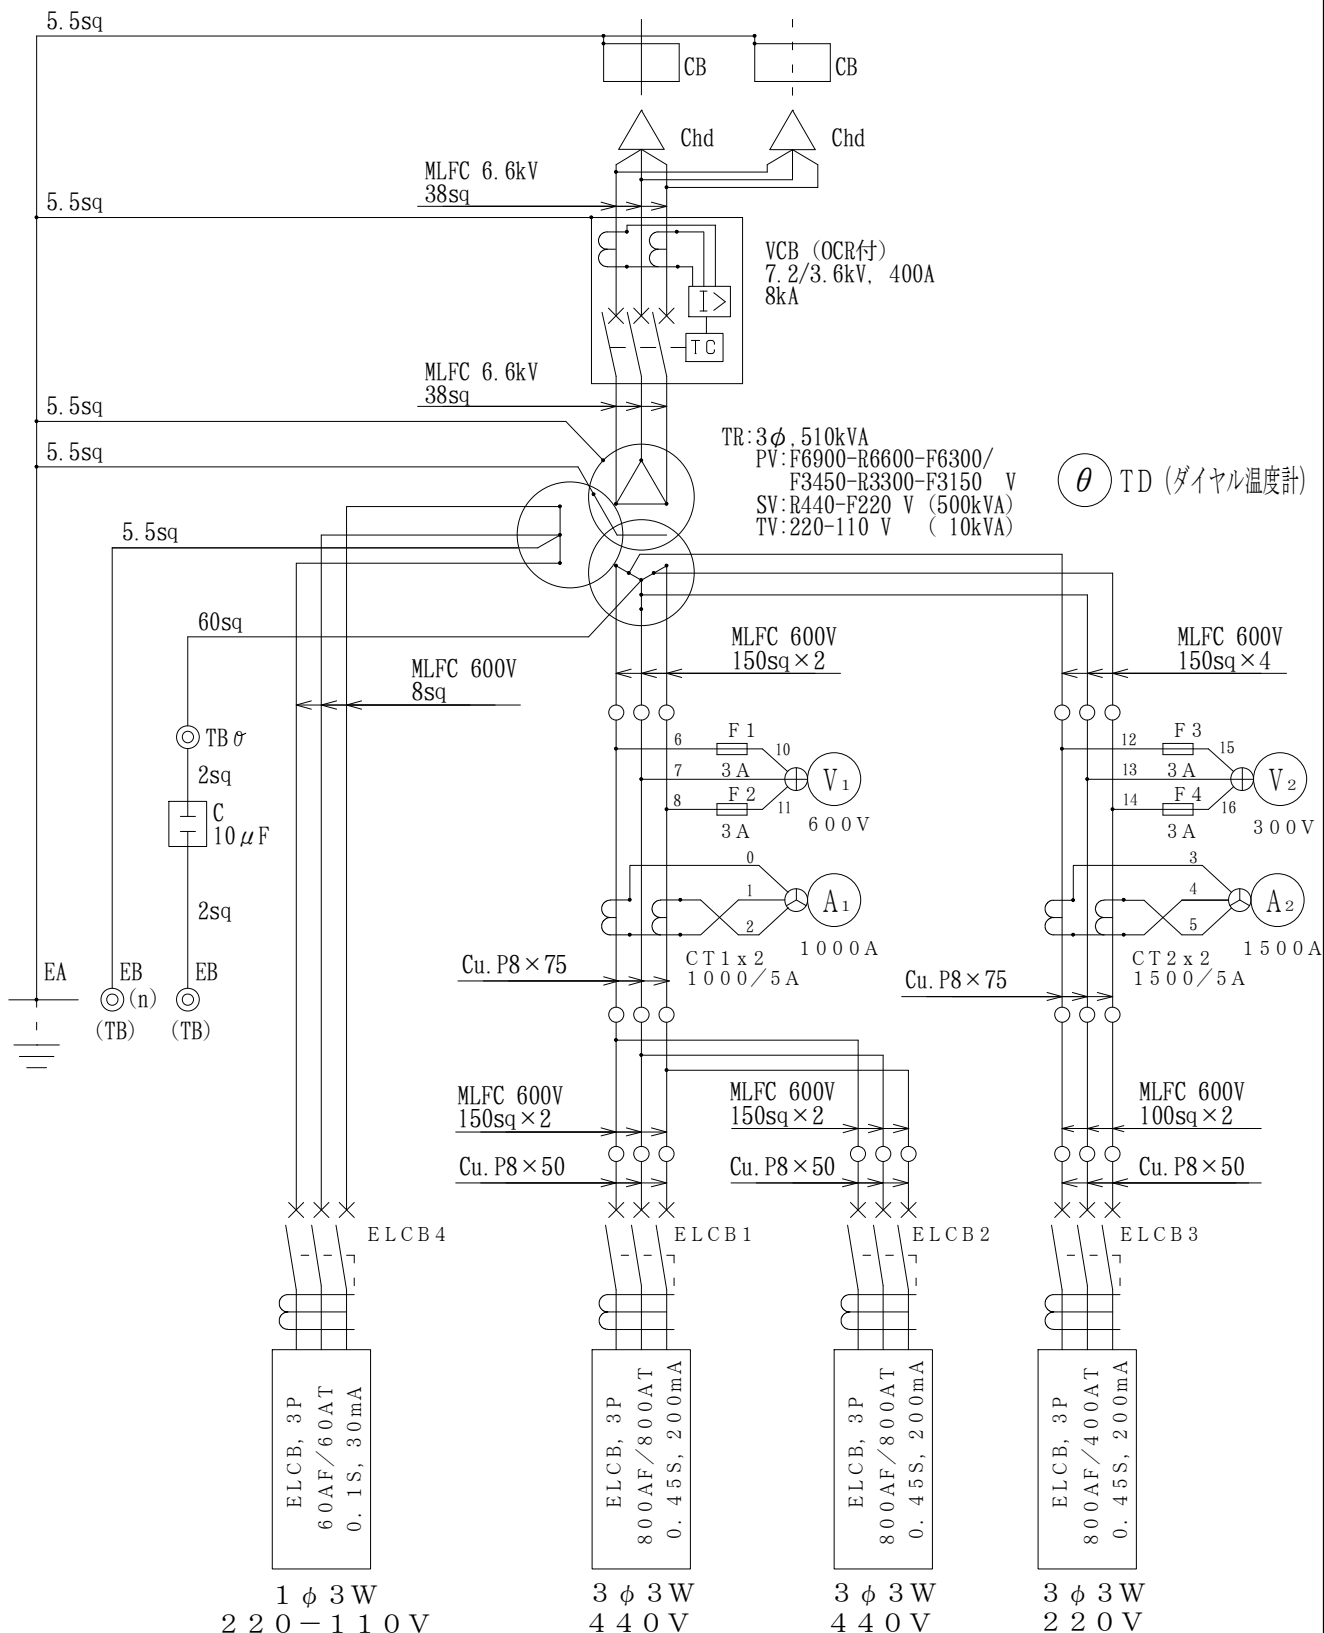 5.5sq
CB
CB
Chd
Chd
MLFC 6.6kV
38sq
5.5sq
VCB (OCR付)
7.2/3.6kV, 400A
8kA
I>
TC
MLFC 6.6kV
38sq
5.5sq
5.5sq
TR:3φ,510kVA
PV:F6900-R6600-F6300/
F3450-R3300-F3150 V
SV:R440-F220 V (500kVA)
TV:220-110 V ( 10kVA)
θ TD (ダイヤル温度計)
5.5sq
60sq
MLFC 600V
8sq
MLFC 600V
150sq×2
MLFC 600V
150sq×4
TB
2sq
C
10μF
2sq
6 F1 10
3A
7 V1
8 F2 11
3A
600V
12 F3 15
3A
13 V2
14 F4 16
3A
300V
0
1 A1
2
1000A
CT1x2
1000/5A
3
4 A2
5
1500A
CT2x2
1500/5A
Cu.P8×75
Cu.P8×75
EA
EB
(n)
(TB)
EB
(TB)
MLFC 600V
150sq×2
MLFC 600V
150sq×2
MLFC 600V
100sq×2
Cu.P8×50
Cu.P8×50
Cu.P8×50
ELCB4
ELCB1
ELCB2
ELCB3
ELCB, 3P
60AF/60AT
0.1S, 30mA
ELCB, 3P
800AF/800AT
0.45S, 200mA
ELCB, 3P
800AF/800AT
0.45S, 200mA
ELCB, 3P
800AF/400AT
0.45S, 200mA
1φ3W
220-110V
3φ3W
440V
3φ3W
440V
3φ3W
220V